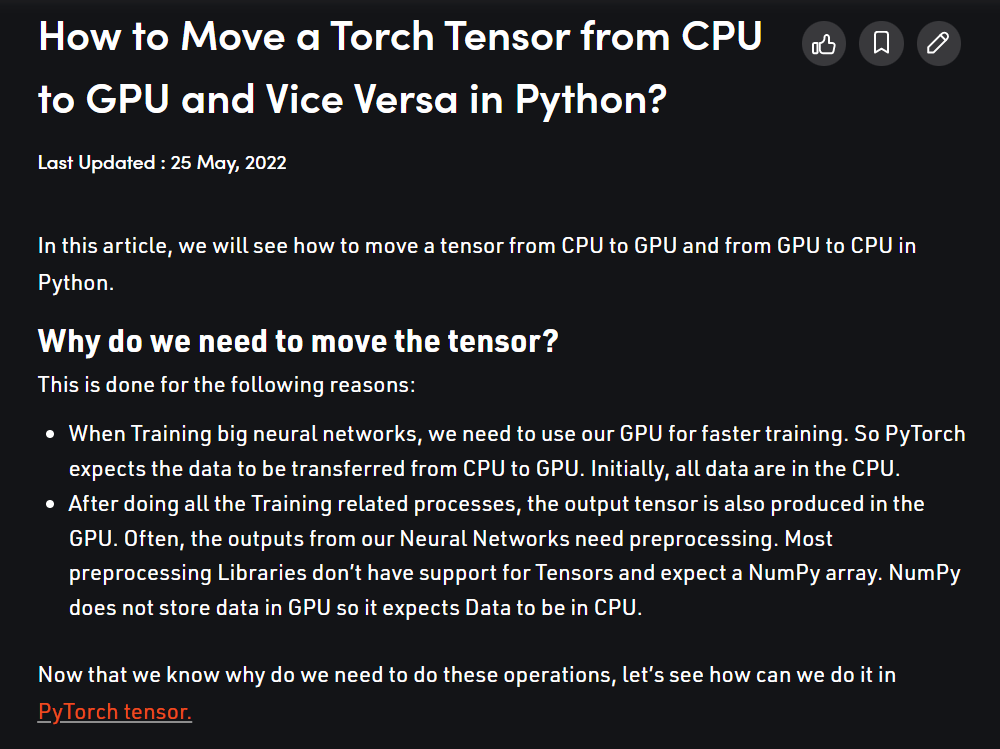 How to Move a Torch Tensor from CPU
to GPU and Vice Versa in Python?
Last Updated : 25 May, 2022
In this article, we will see how to move a tensor from CPU to GPU and from GPU to CPU in
Python.
Why do we need to move the tensor?
This is done for the following reasons:
• When Training big neural networks, we need to use our GPU for faster training. So PyTorch
expects the data to be transferred from CPU to GPU. Initially, all data are in the CPU.
• After doing all the Training related processes, the output tensor is also produced in the
GPU. Often, the outputs from our Neural Networks need preprocessing. Most
preprocessing Libraries don’t have support for Tensors and expect a NumPy array. NumPy
does not store data in GPU so it expects Data to be in CPU.
Now that we know why do we need to do these operations, let’s see how can we do it in
PyTorch tensor.